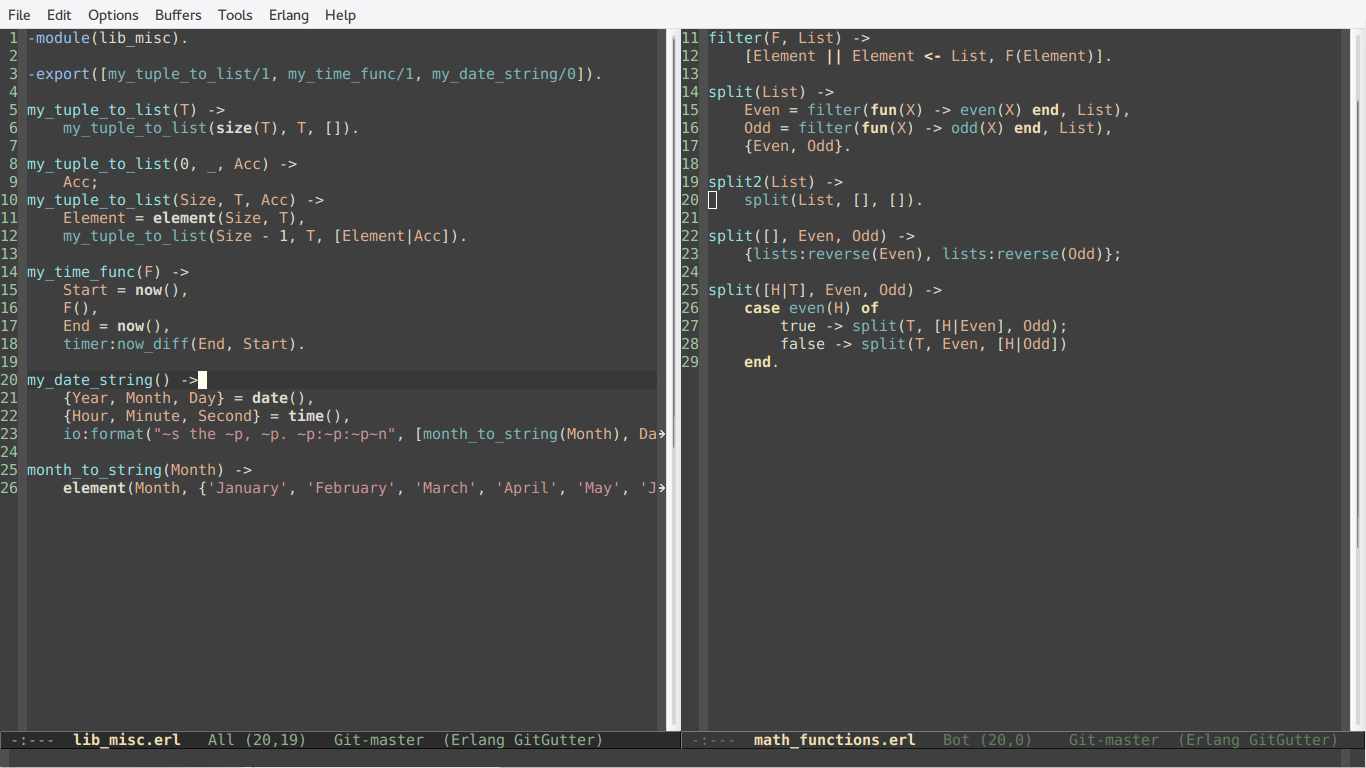 File Edit Options Buffers Tools Erlang Help
1 -module(lib_misc).
2
3 -export([my_tuple_to_list/1, my_time_func/1, my_date_string/0]).
4
5 my_tuple_to_list(T) ->
6     my_tuple_to_list(size(T), T, []).
7
8 my_tuple_to_list(0, _, Acc) ->
9     Acc;
10 my_tuple_to_list(Size, T, Acc) ->
11     Element = element(Size, T),
12     my_tuple_to_list(Size - 1, T, [Element|Acc]).
13
14 my_time_func(F) ->
15     Start = now(),
16     F(),
17     End = now(),
18     timer:now_diff(End, Start).
19
20 my_date_string() ->
21     {Year, Month, Day} = date(),
22     {Hour, Minute, Second} = time(),
23     io:format("~s the ~p, ~p. ~p:~p:~p~n", [month_to_string(Month), Da
24
25 month_to_string(Month) ->
26     element(Month, {'January', 'February', 'March', 'April', 'May', 'J
-:--- lib_misc.erl All (20,19) Git-master (Erlang GitGutter)
11 filter(F, List) ->
12     [Element || Element <- List, F(Element)].
13
14 split(List) ->
15     Even = filter(fun(X) -> even(X) end, List),
16     Odd = filter(fun(X) -> odd(X) end, List),
17     {Even, Odd}.
18
19 split2(List) ->
20     split(List, [], []).
21
22 split([], Even, Odd) ->
23     {lists:reverse(Even), lists:reverse(Odd)};
24
25 split([H|T], Even, Odd) ->
26     case even(H) of
27         true -> split(T, [H|Even], Odd);
28         false -> split(T, Even, [H|Odd])
29     end.
-:--- math_functions.erl Bot (20,0) Git-master (Erlang GitGutter)